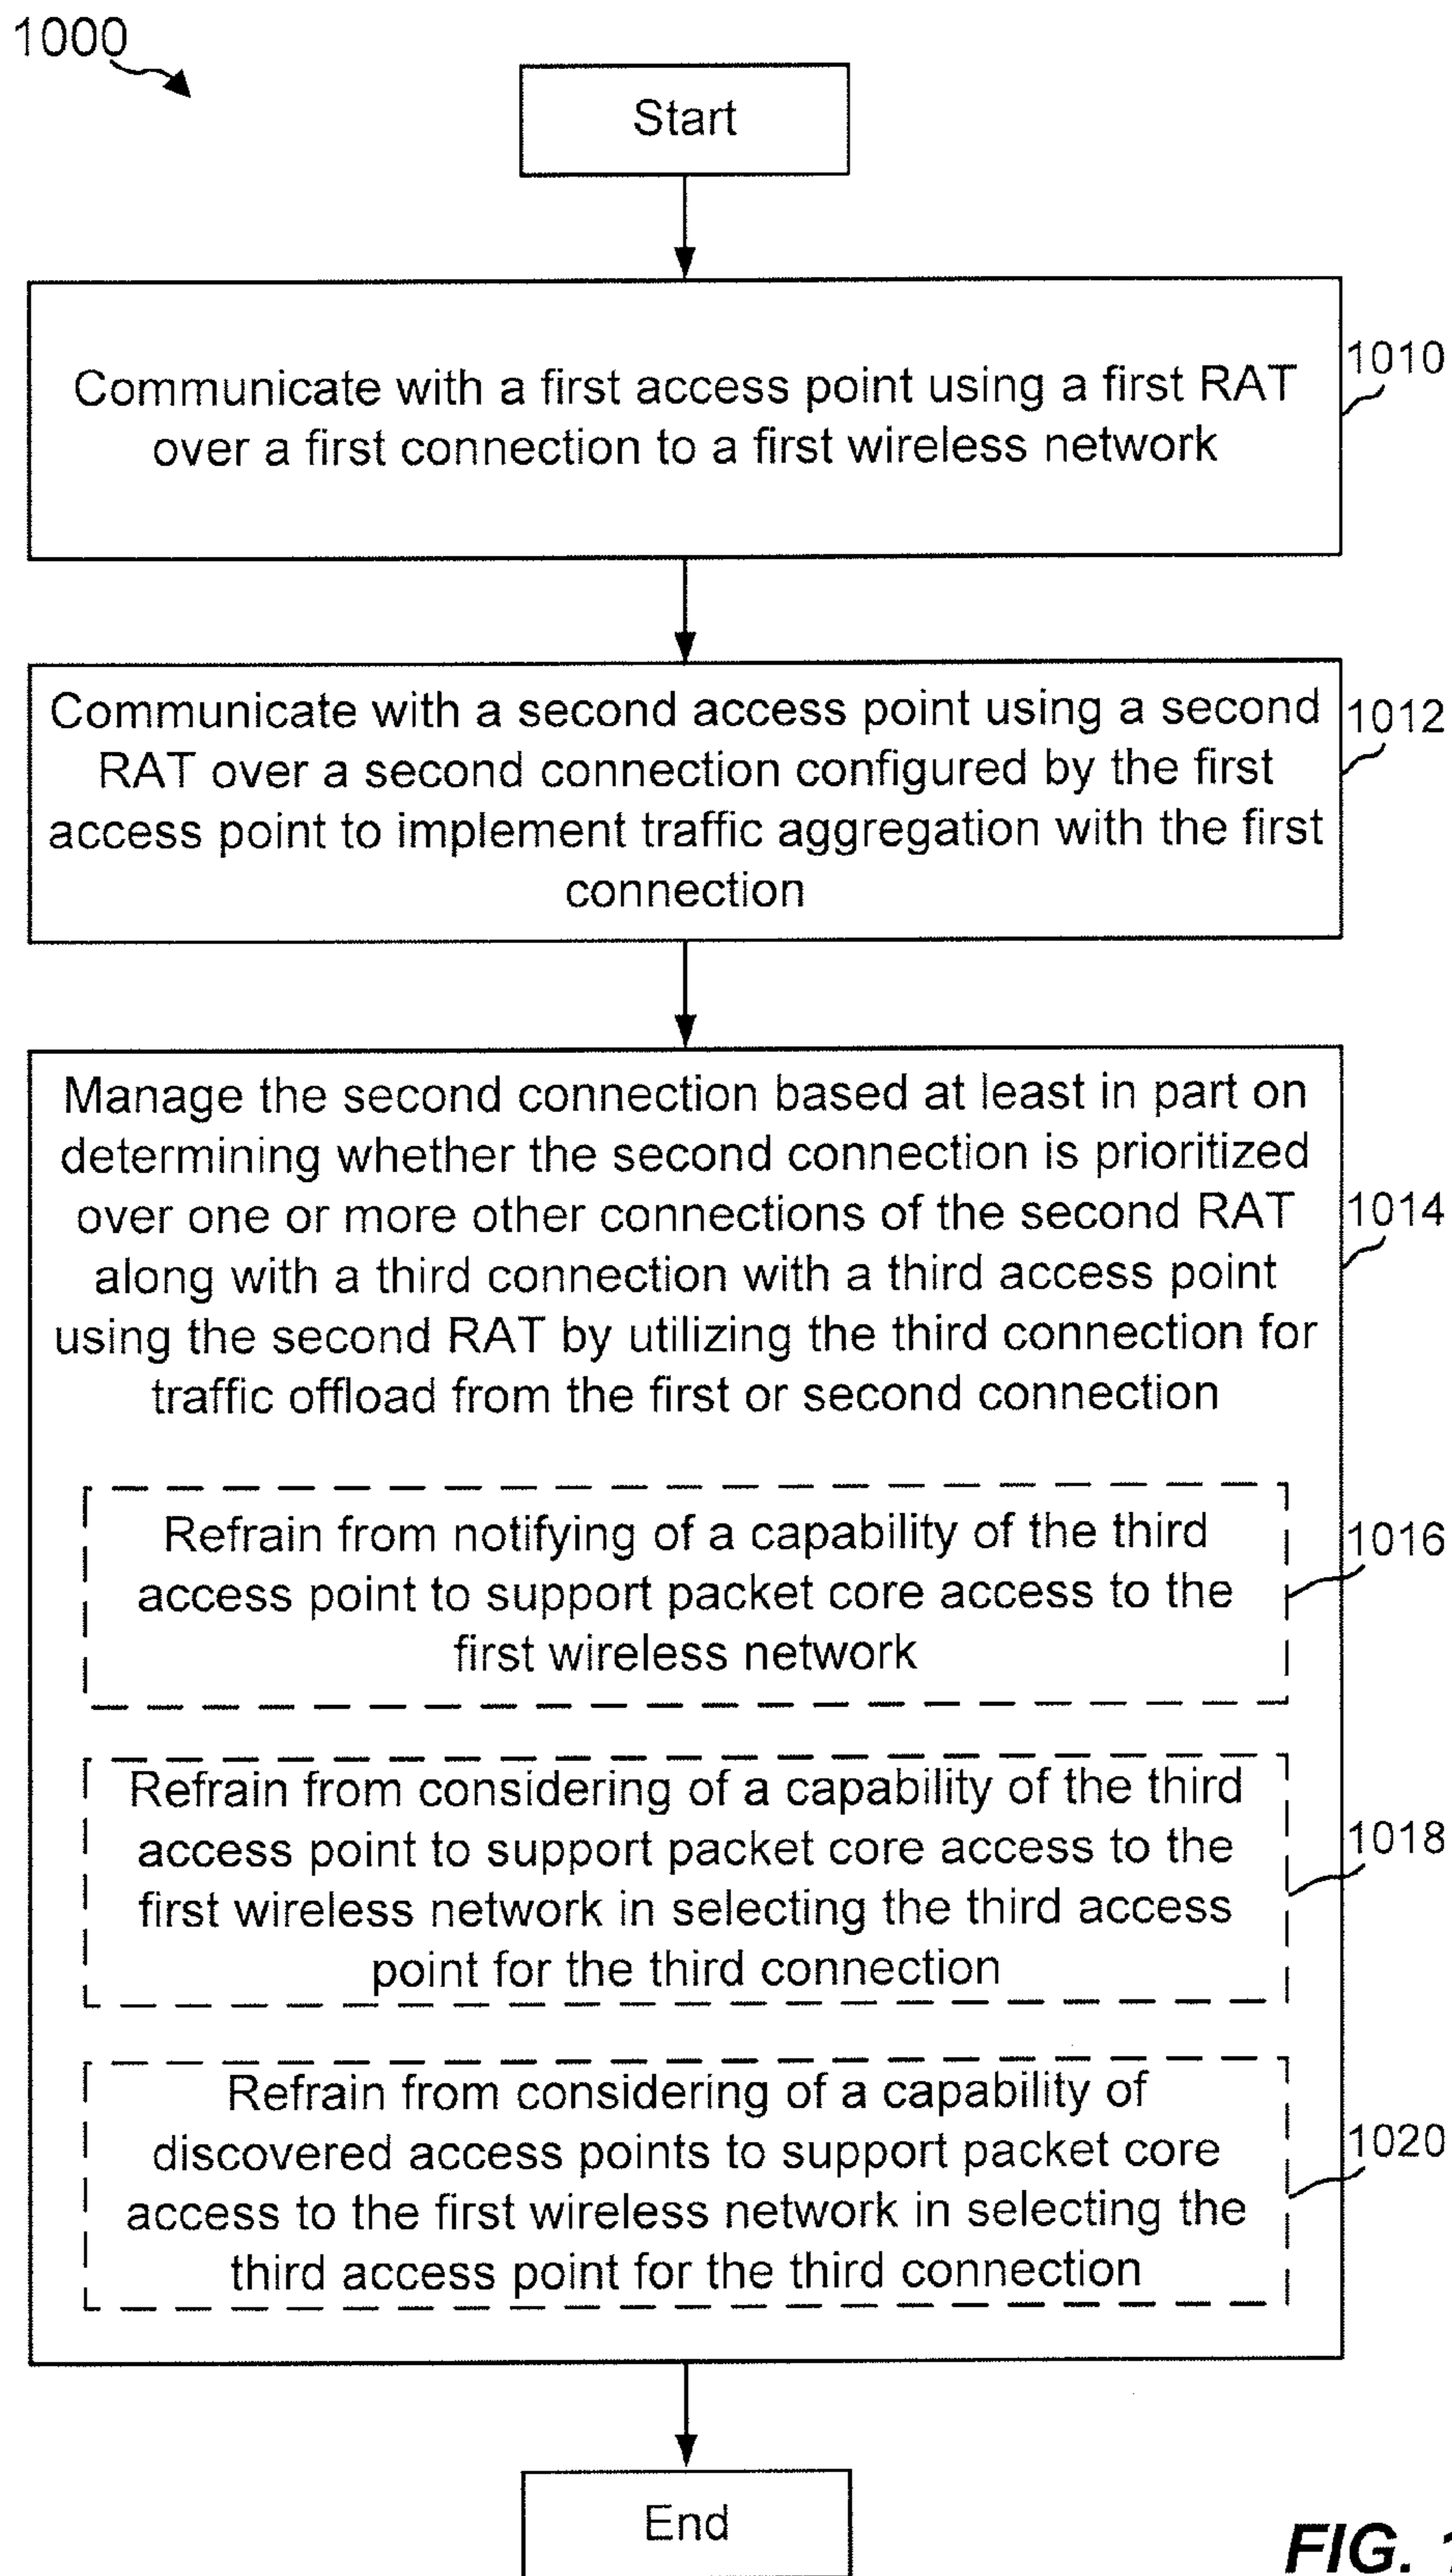 1000
Start
Communicate with a first access point using a first RAT
over a first connection to a first wireless network
1010
Communicate with a second access point using a second
RAT over a second connection configured by the first
access point to implement traffic aggregation with the first
connection
1012
Manage the second connection based at least in part on
determining whether the second connection is prioritized
over one or more other connections of the second RAT
along with a third connection with a third access point
using the second RAT by utilizing the third connection for
traffic offload from the first or second connection
1014
Refrain from notifying of a capability of the third
access point to support packet core access to the
first wireless network
1016
Refrain from considering of a capability of the third
access point to support packet core access to the
first wireless network in selecting the third access
point for the third connection
1018
Refrain from considering of a capability of
discovered access points to support packet core
access to the first wireless network in selecting the
third access point for the third connection
1020
End
FIG.